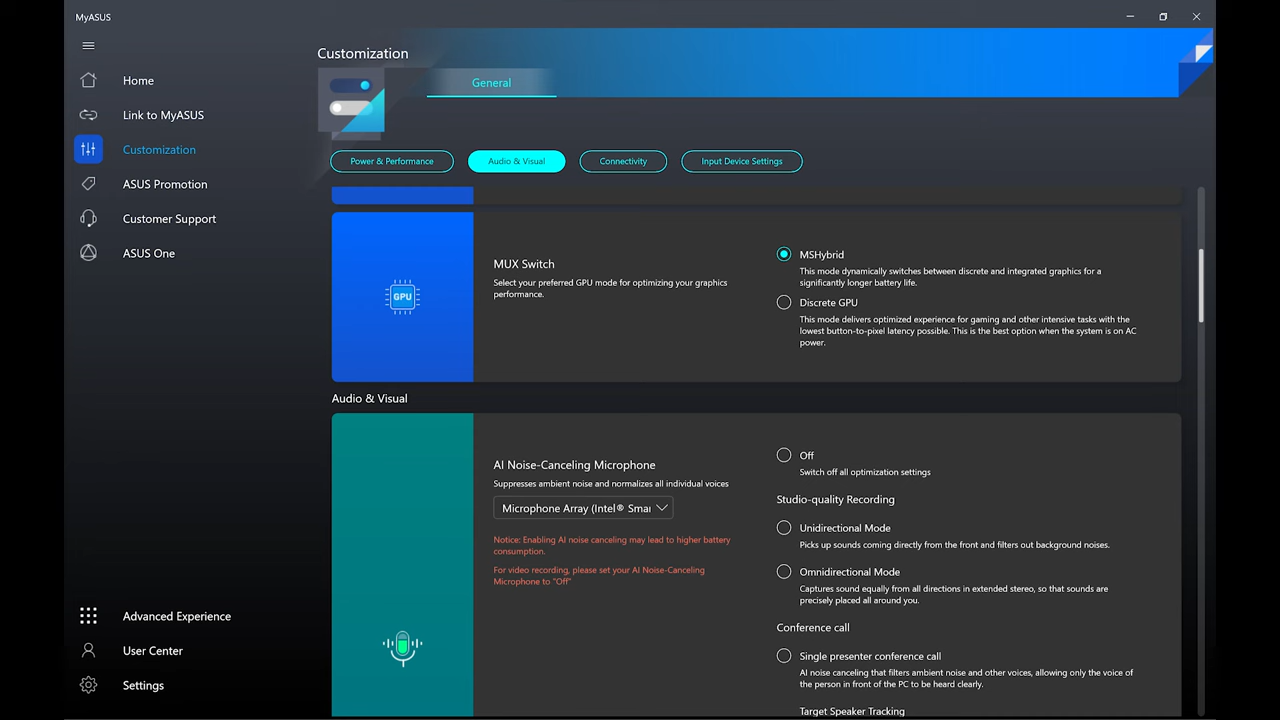 MyASUS
Customization
General
Home
Link to MyASUS
Customization
ASUS Promotion
Customer Support
ASUS One
Advanced Experience
User Center
Settings
Power & Performance
Audio & Visual
Connectivity
Input Device Settings
GPU
MUX Switch
Select your preferred GPU mode for optimizing your graphics
performance.
MSHybrid
This mode dynamically switches between discrete and integrated graphics for a
significantly longer battery life.
Discrete GPU
This mode delivers optimized experience for gaming and other intensive tasks with the
lowest button-to-pixel latency possible. This is the best option when the system is on AC
power.
Audio & Visual
AI Noise-Canceling Microphone
Suppresses ambient noise and normalizes all individual voices
Microphone Array (Intel® Smar
Notice: Enabling AI noise canceling may lead to higher battery
consumption.
For video recording, please set your AI Noise-Canceling
Microphone to "Off"
Off
Switch off all optimization settings
Studio-quality Recording
Unidirectional Mode
Picks up sounds coming directly from the front and filters out background noises.
Omnidirectional Mode
Captures sound equally from all directions in extended stereo, so that sounds are
precisely placed all around you.
Conference call
Single presenter conference call
AI noise canceling that filters ambient noise and other voices, allowing only the voice of
the person in front of the PC to be heard clearly.
Target Speaker Tracking